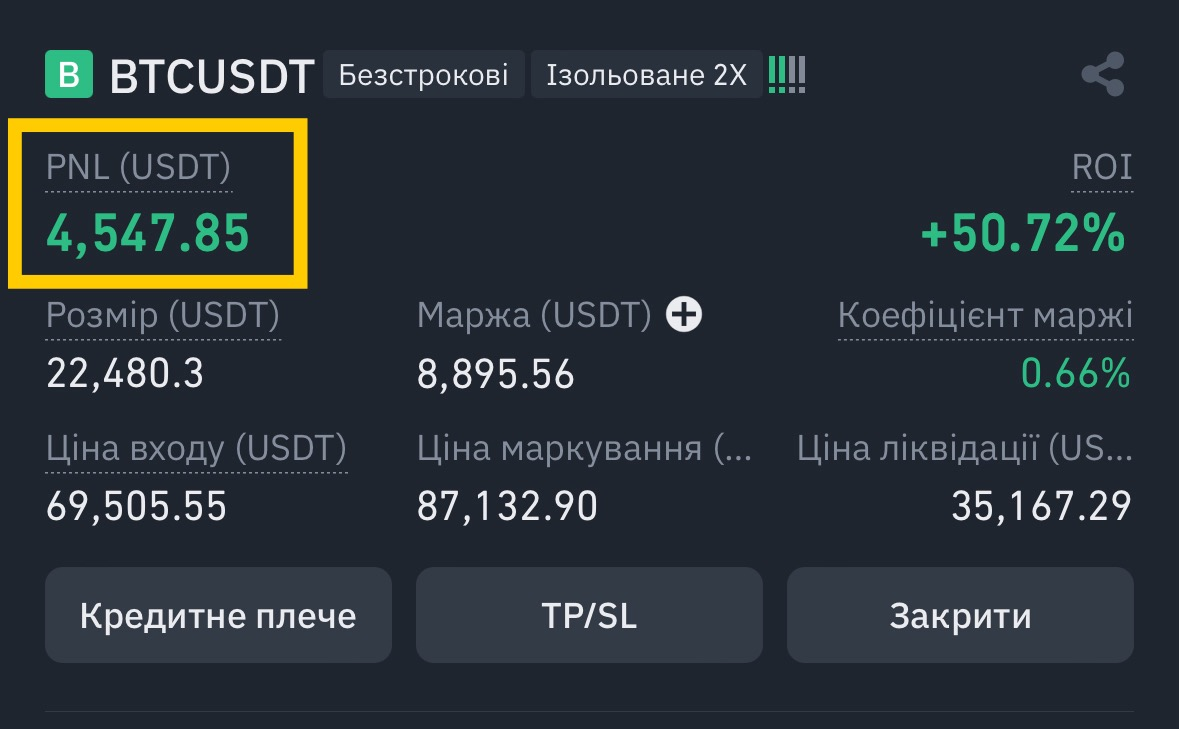 B BTCUSDT Безстрокові Ізольоване 2X
PNL (USDT) ROI
4,547.85 +50.72%
Розмір (USDT) Маржа (USDT) Коефіцієнт маржі
22,480.3 8,895.56 0.66%
Ціна входу (USDT) Ціна маркування (... Ціна ліквідації (US...
69,505.55 87,132.90 35,167.29
Кредитне плече TP/SL Закрити